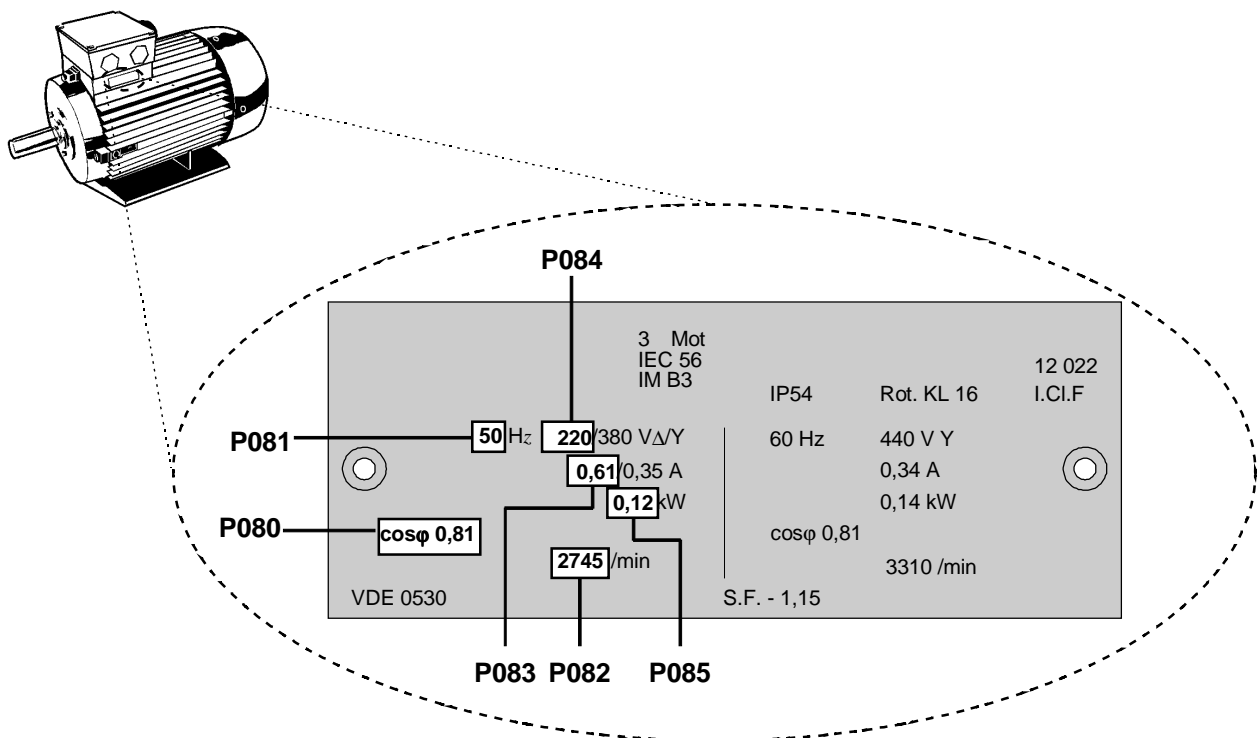 P084
3 Mot
IEC 56
IM B3
12 022
IP54 Rot. KL 16 I.Cl.F
P081
50 Hz 220/380 V∆/Y
60 Hz 440 V Y
0,61/0,35 A
0,34 A
0,12 kW
0,14 kW
P080
cosφ 0,81
cosφ 0,81
2745 /min
3310 /min
VDE 0530
S.F. - 1,15
P083 P082 P085